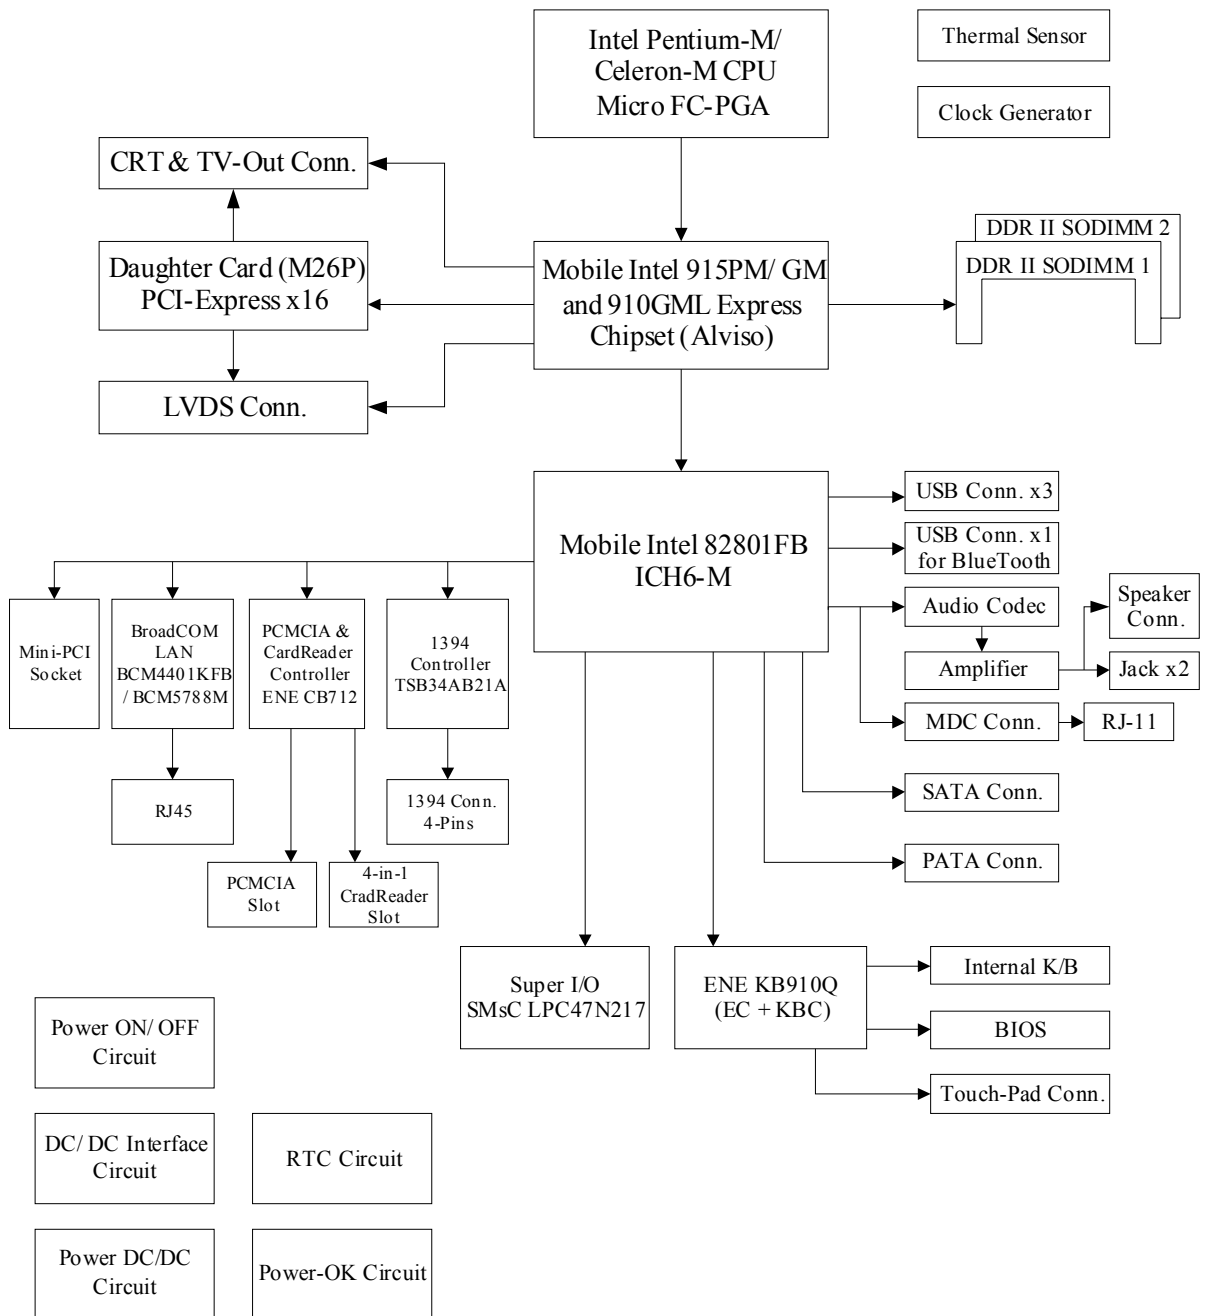 Intel Pentium-M/
Celeron-M CPU
Micro FC-PGA
Thermal Sensor
Clock Generator
CRT & TV-Out Conn.
Daughter Card (M26P)
PCI-Express x16
LVDS Conn.
Mobile Intel 915PM/ GM
and 910GML Express
Chipset (Alviso)
DDR II SODIMM 2
DDR II SODIMM 1
Mobile Intel 82801FB
ICH6-M
USB Conn. x3
USB Conn. x1
for BlueTooth
Audio Codec
Speaker
Conn.
Amplifier
Jack x2
MDC Conn.
RJ-11
SATA Conn.
PATA Conn.
Mini-PCI
Socket
BroadCOM
LAN
BCM4401KFB
/ BCM5788M
PCMCIA &
CardReader
Controller
ENE CB712
1394
Controller
TSB34AB21A
RJ45
1394 Conn.
4-Pins
PCMCIA
Slot
4-in-1
CradReader
Slot
Super I/O
SMsC LPC47N217
ENE KB910Q
(EC + KBC)
Internal K/B
BIOS
Touch-Pad Conn.
Power ON/ OFF
Circuit
DC/ DC Interface
Circuit
RTC Circuit
Power DC/DC
Circuit
Power-OK Circuit